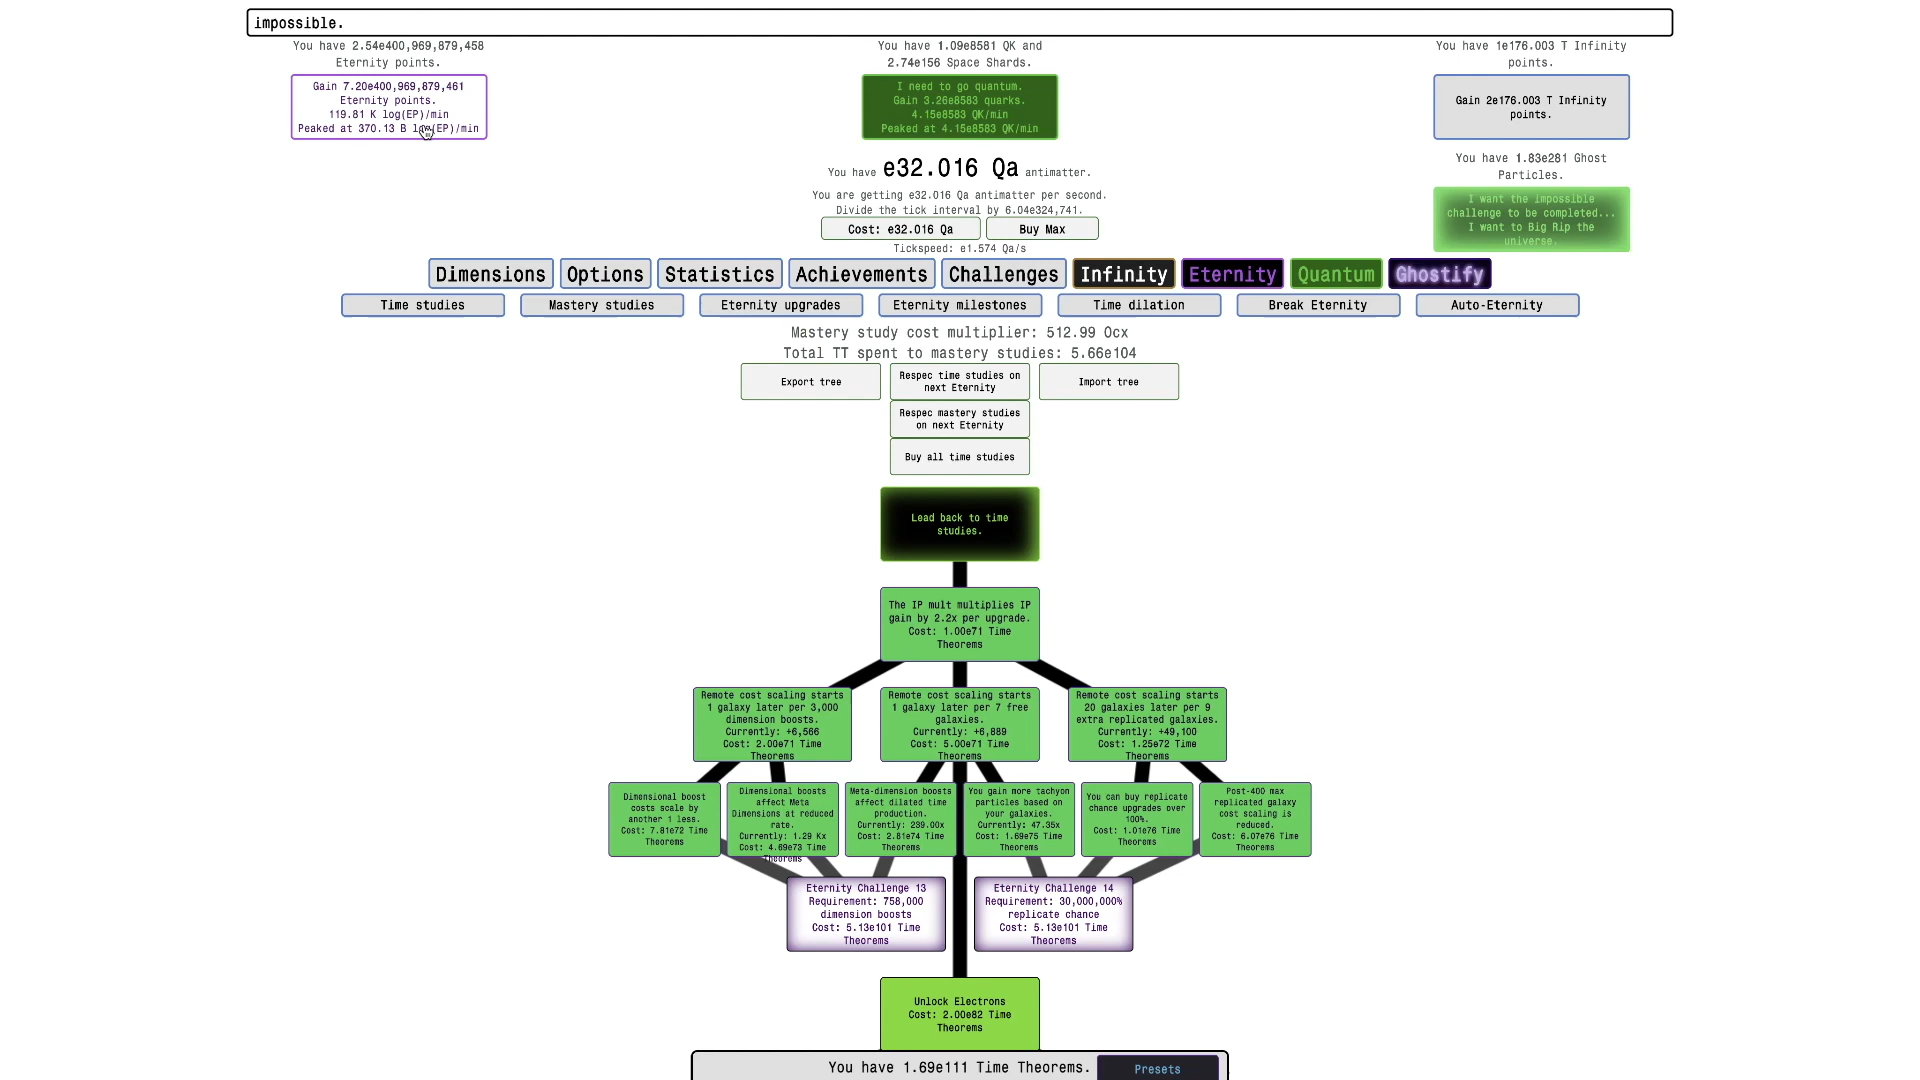 impossible.
You have 2.54e400,969,879,458
Eternity points.
Gain 7.20e400,969,879,461
Eternity points.
119.81 K log(EP)/min
Peaked at 370.13 B log(EP)/min
You have 1.09e8581 QK and
2.74e156 Space Shards.
I need to go quantum.
Gain 3.26e8583 quarks.
4.15e8583 QK/min
Peaked at 4.15e8583 QK/min
You have 1e176.003 T Infinity
points.
Gain 2e176.003 T Infinity
points.
You have 1.83e281 Ghost
Particles.
I want the impossible
challenge to be completed...
I want to Big Rip the
universe.
You have e32.016 Qa antimatter.
You are getting e32.016 Qa antimatter per second.
Divide the tick interval by 6.04e324,741.
Cost: e32.016 Qa
Buy Max
Tickspeed: e1.574 Qa/s
Dimensions
Options
Statistics
Achievements
Challenges
Infinity
Eternity
Quantum
Ghostify
Time studies
Mastery studies
Eternity upgrades
Eternity milestones
Time dilation
Break Eternity
Auto-Eternity
Mastery study cost multiplier: 512.99 Ocx
Total TT spent to mastery studies: 5.66e104
Export tree
Respec time studies on
next Eternity
Import tree
Respec mastery studies
on next Eternity
Buy all time studies
Lead back to time
studies.
The IP mult multiplies IP
gain by 2.2x per upgrade.
Cost: 1.00e71 Time
Theorems
Remote cost scaling starts
1 galaxy later per 3,000
dimension boosts.
Currently: +6,566
Cost: 2.00e71 Time
Theorems
Remote cost scaling starts
1 galaxy later per 7 free
galaxies.
Currently: +6,889
Cost: 5.00e71 Time
Theorems
Remote cost scaling starts
20 galaxies later per 9
extra replicated galaxies.
Currently: +49,100
Cost: 1.25e72 Time
Theorems
Dimensional boost
costs scale by
another 1 less.
Cost: 7.81e72 Time
Theorems
Dimensional boosts
affect Meta
Dimensions at reduced
rate.
Currently: 1.29 Kx
Cost: 4.69e73 Time
Theorems
Meta-dimension boosts
affect dilated time
production.
Currently: 239.00x
Cost: 2.81e74 Time
Theorems
You gain more tachyon
particles based on
your galaxies.
Currently: 47.35x
Cost: 1.69e75 Time
Theorems
You can buy replicate
chance upgrades over
100%.
Cost: 1.01e76 Time
Theorems
Post-400 max
replicated galaxy
cost scaling is
reduced.
Cost: 6.07e76 Time
Theorems
Eternity Challenge 13
Requirement: 758,000
dimension boosts
Cost: 5.13e101 Time
Theorems
Eternity Challenge 14
Requirement: 30,000,000%
replicate chance
Cost: 5.13e101 Time
Theorems
Unlock Electrons
Cost: 2.00e82 Time
Theorems
You have 1.69e111 Time Theorems.
Presets